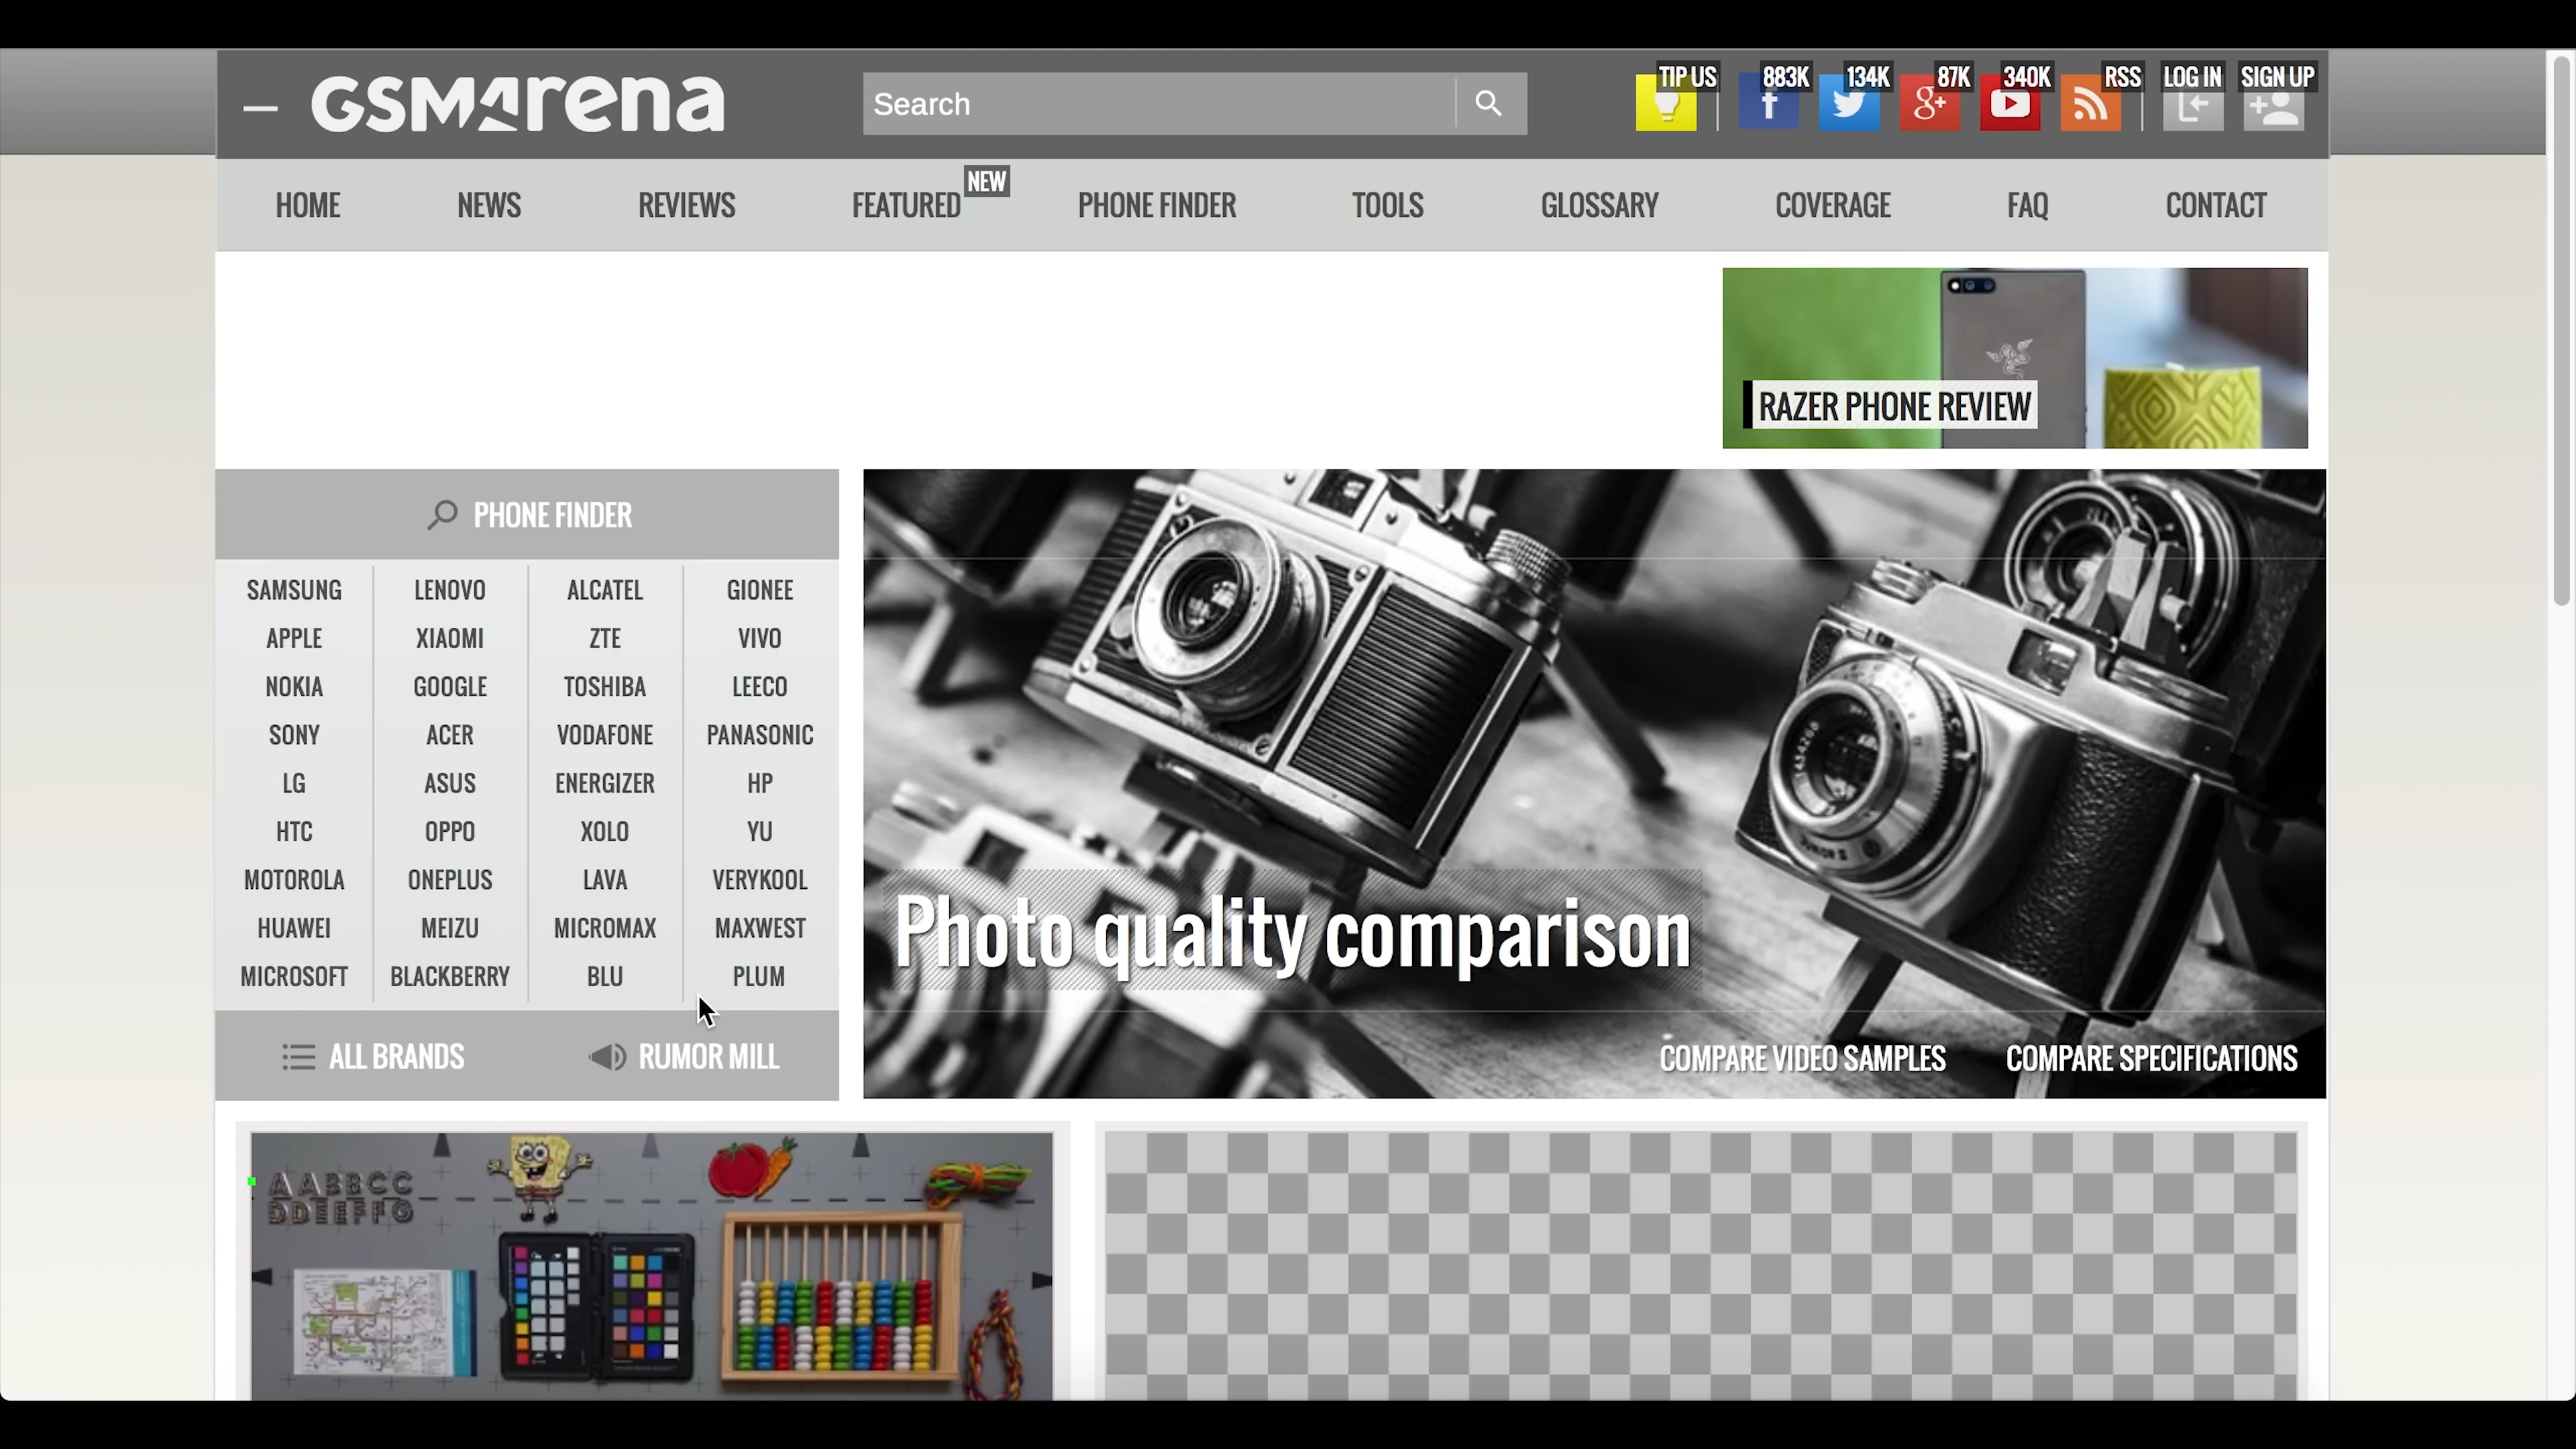 GSMArena
Search
TIP US
883K
134K
87K
340K
RSS
LOG IN
SIGN UP
HOME
NEWS
REVIEWS
FEATURED
NEW
PHONE FINDER
TOOLS
GLOSSARY
COVERAGE
FAQ
CONTACT
RAZER PHONE REVIEW
PHONE FINDER
SAMSUNG LENOVO ALCATEL GIONEE
APPLE XIAOMI ZTE VIVO
NOKIA GOOGLE TOSHIBA LEECO
SONY ACER VODAFONE PANASONIC
LG ASUS ENERGIZER HP
HTC OPPO XOLO YU
MOTOROLA ONEPLUS LAVA VERYKOOL
HUAWEI MEIZU MICROMAX MAXWEST
MICROSOFT BLACKBERRY BLU PLUM
ALL BRANDS
RUMOR MILL
Photo quality comparison
COMPARE VIDEO SAMPLES
COMPARE SPECIFICATIONS
AABBCC
DDEEFFG